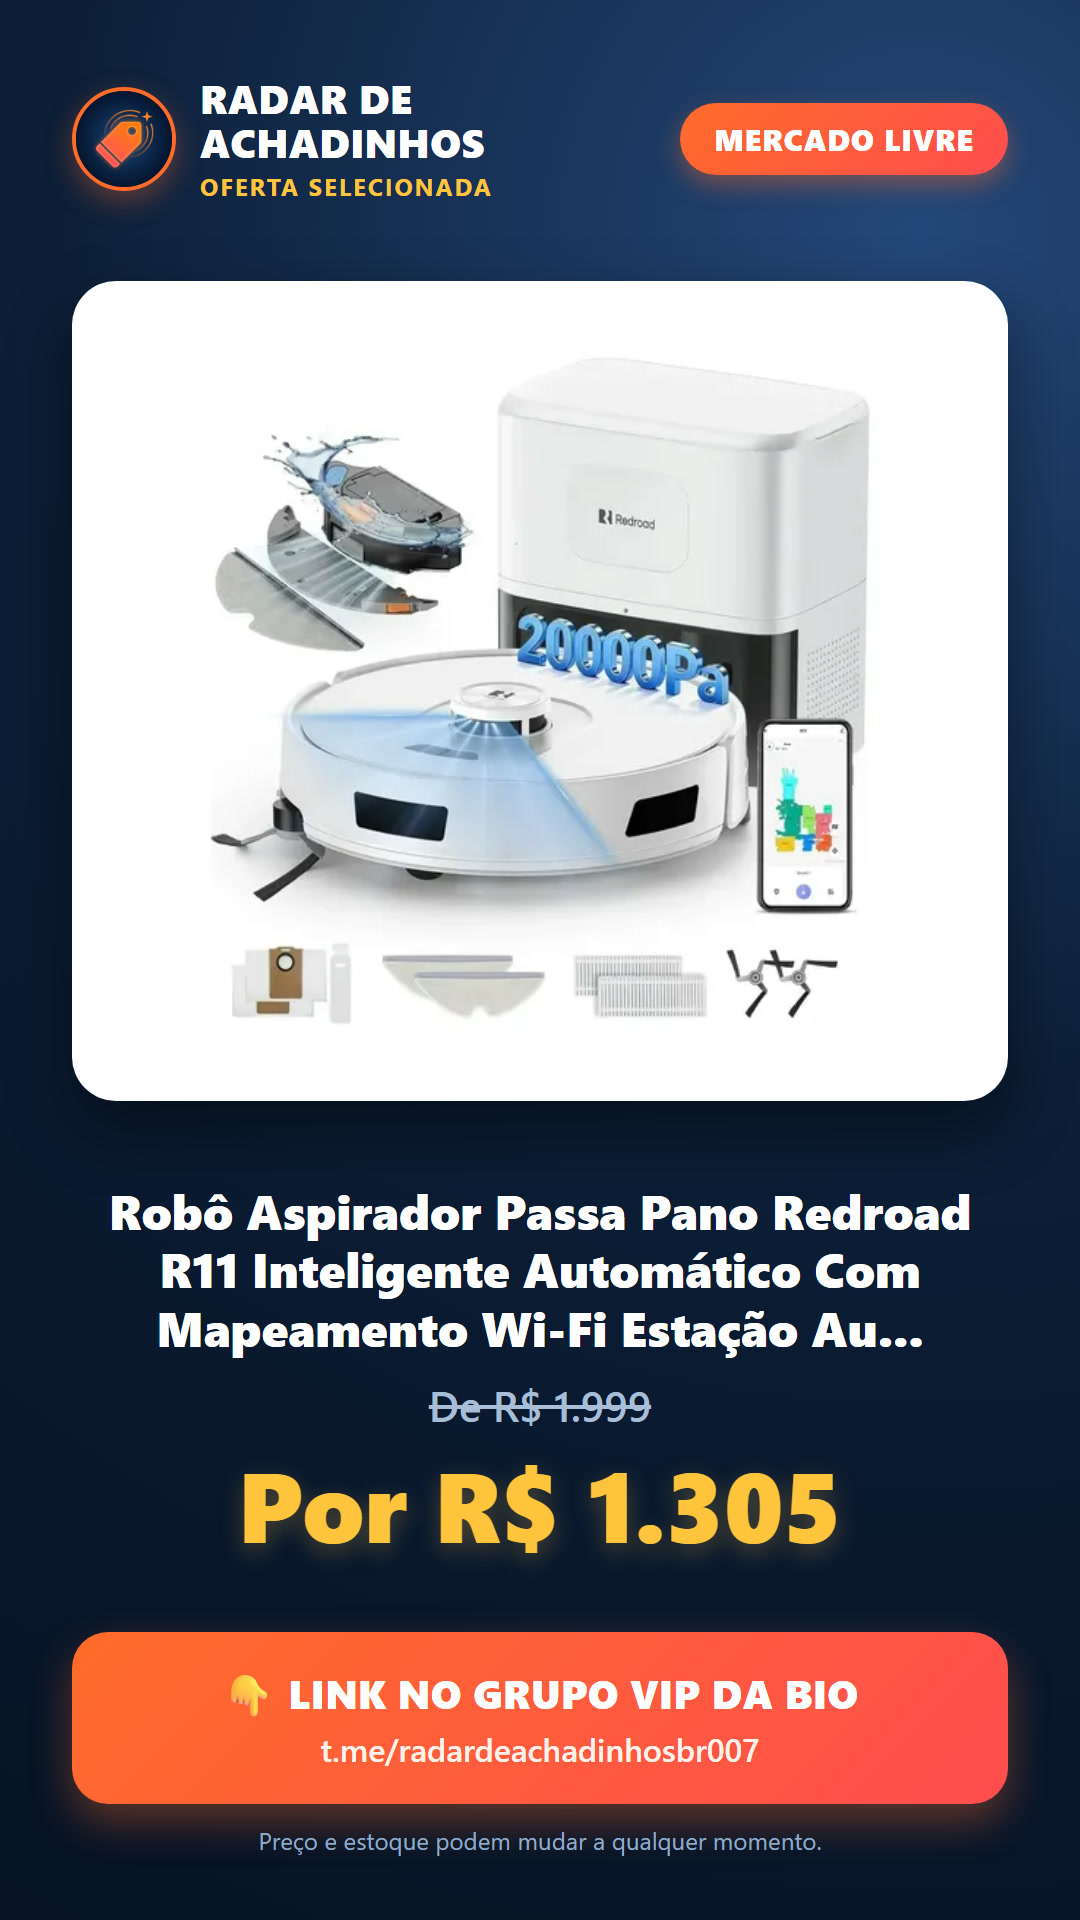 RADAR DE
ACHADINHOS
OFERTA SELECIONADA
MERCADO LIVRE
Redroad
20000Pa
Robô Aspirador Passa Pano Redroad
R11 Inteligente Automático Com
Mapeamento Wi-Fi Estação Au...
De R$ 1.999
Por R$ 1.305
👇 LINK NO GRUPO VIP DA BIO
t.me/radardeachadinhosbr007
Preço e estoque podem mudar a qualquer momento.